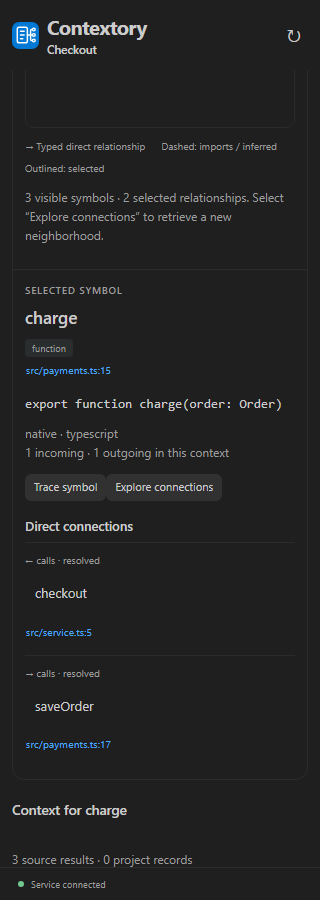 Contextory
Checkout
↻
→ Typed direct relationship Dashed: imports / inferred
Outlined: selected
3 visible symbols · 2 selected relationships. Select
“Explore connections” to retrieve a new
neighborhood.
SELECTED SYMBOL
charge
function
src/payments.ts:15
export function charge(order: Order)
native · typescript
1 incoming · 1 outgoing in this context
Trace symbol Explore connections
Direct connections
← calls · resolved
checkout
src/service.ts:5
→ calls · resolved
saveOrder
src/payments.ts:17
Context for charge
3 source results · 0 project records
Service connected